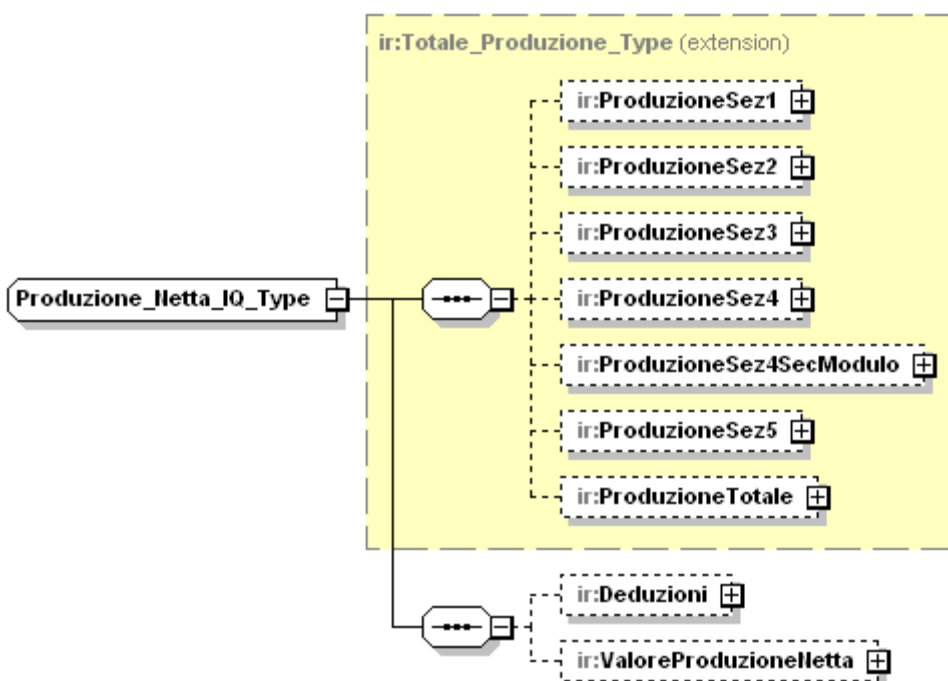 ir:Totale_Produzione_Type (extension)
ir:ProduzioneSez1
ir:ProduzioneSez2
ir:ProduzioneSez3
Produzione_Netta_IQ_Type
ir:ProduzioneSez4
ir:ProduzioneSez4SecModulo
ir:ProduzioneSez5
ir:ProduzioneTotale
ir:Deduzioni
ir:ValoreProduzioneNetta